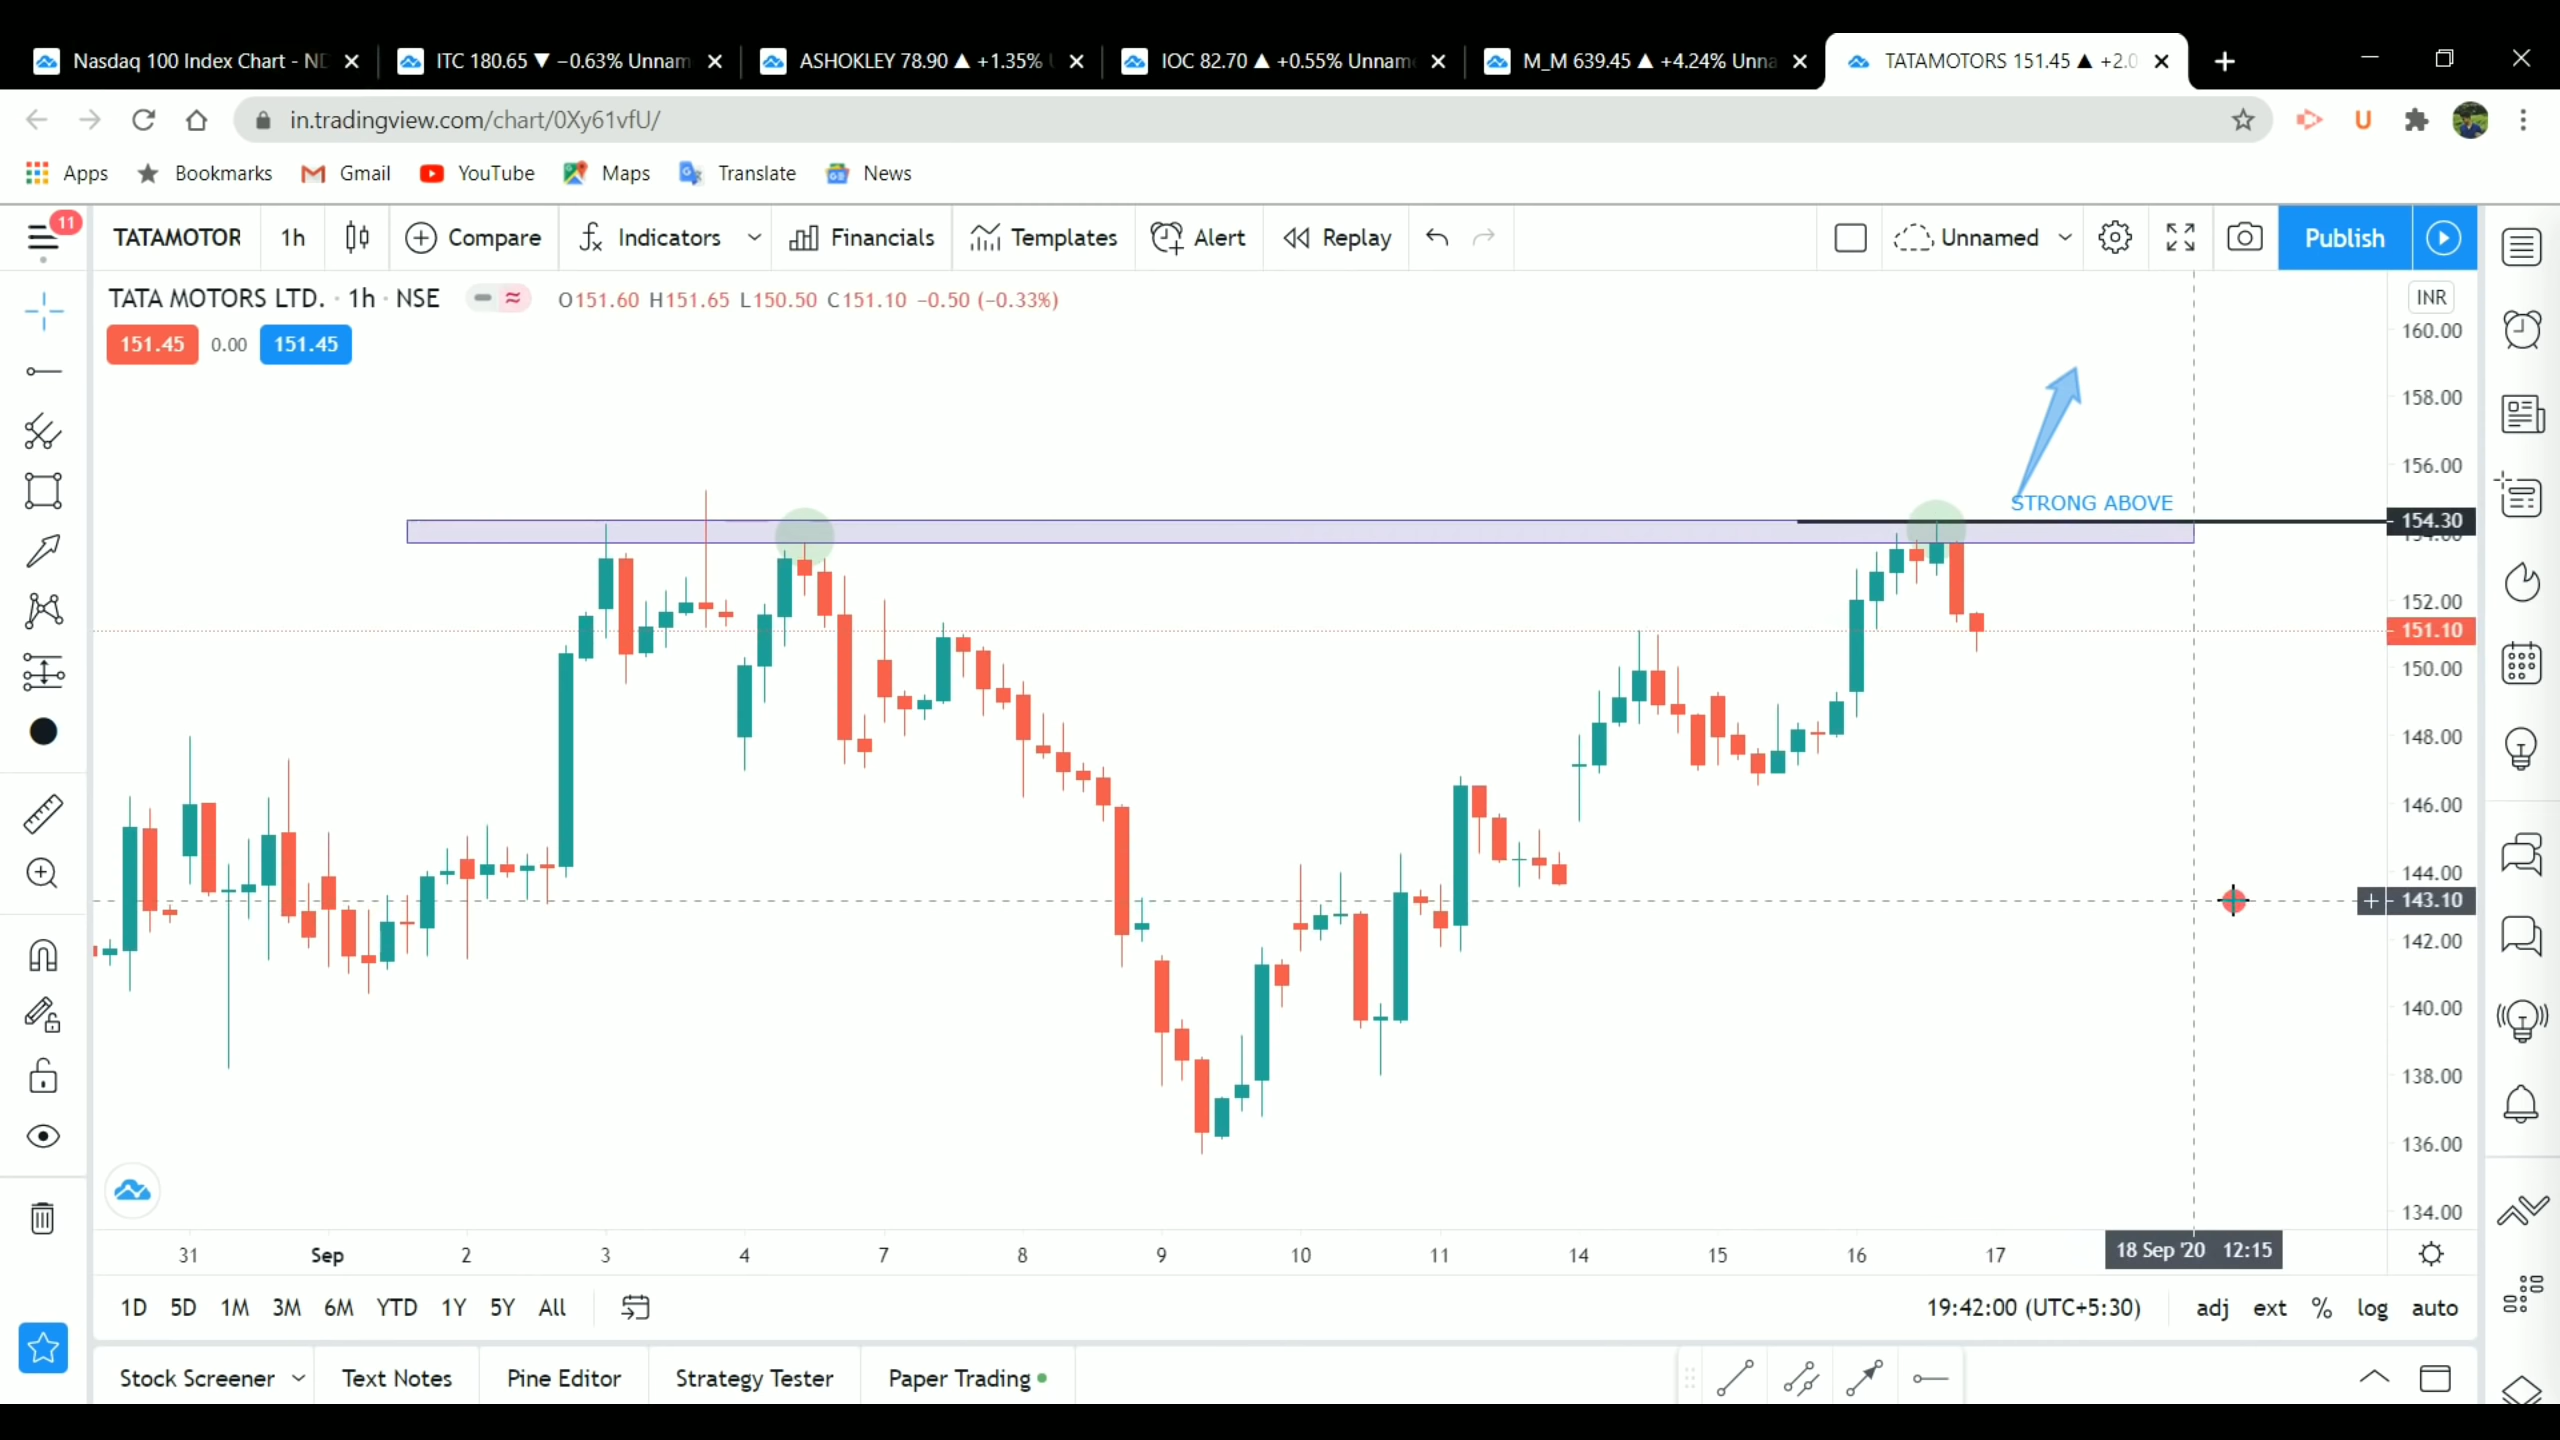 Nasdaq 100 Index Chart - ND
ITC 180.65 ▼ −0.63% Unnam
ASHOKLEY 78.90 ▲ +1.35% U
IOC 82.70 ▲ +0.55% Unname
M_M 639.45 ▲ +4.24% Unna
TATAMOTORS 151.45 ▲ +2.0
in.tradingview.com/chart/0Xy61vfU/
U
Apps Bookmarks Gmail YouTube Maps Translate News
11
TATAMOTOR 1h Compare Indicators Financials Templates Alert Replay Unnamed Publish
TATA MOTORS LTD. · 1h · NSE O151.60 H151.65 L150.50 C151.10 −0.50 (−0.33%)
INR
151.45 0.00 151.45
160.00
158.00
156.00
STRONG ABOVE
154.30
152.00
151.10
150.00
148.00
146.00
144.00
143.10
142.00
140.00
138.00
136.00
134.00
31 Sep 2 3 4 7 8 9 10 11 14 15 16 17 18 Sep '20 12:15
1D 5D 1M 3M 6M YTD 1Y 5Y All 19:42:00 (UTC+5:30) adj ext % log auto
Stock Screener Text Notes Pine Editor Strategy Tester Paper Trading